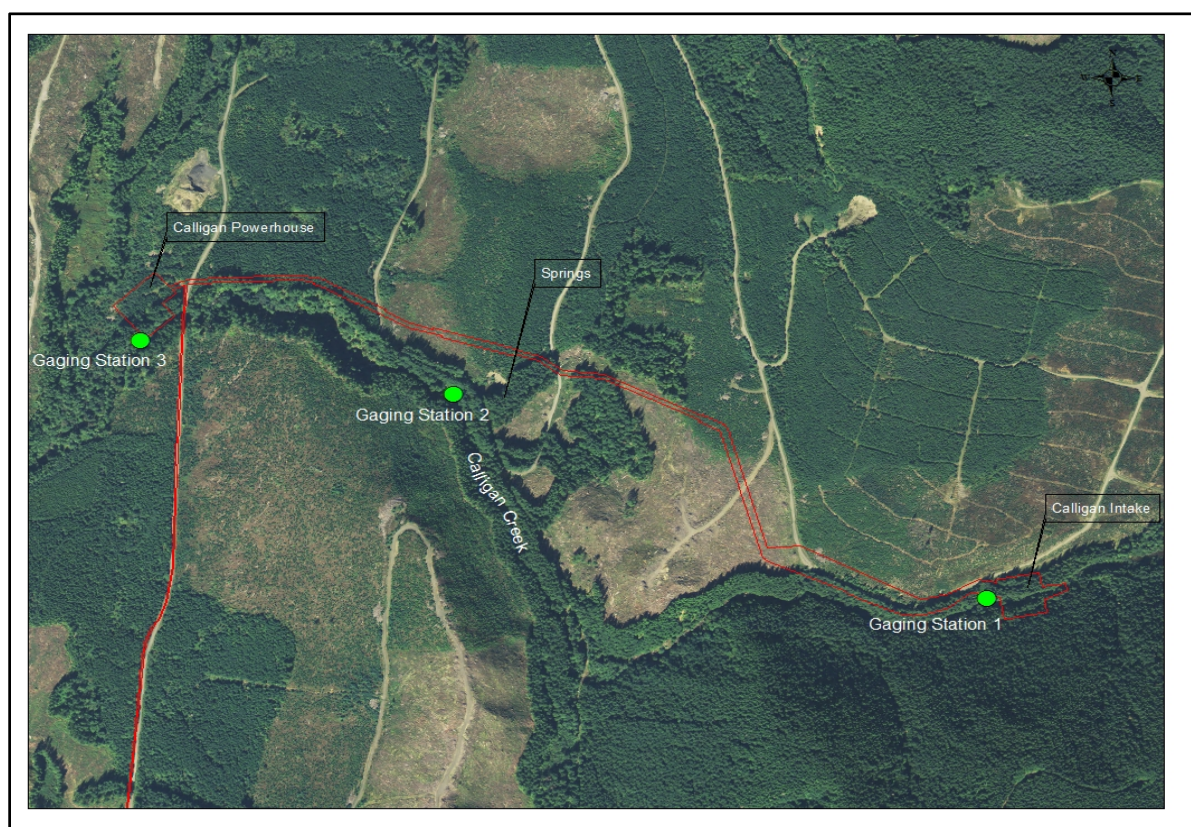 N
W E
S
Calligan Powerhouse
Springs
Gaging Station 3
Gaging Station 2
Calligan Creek
Calligan Intake
Gaging Station 1